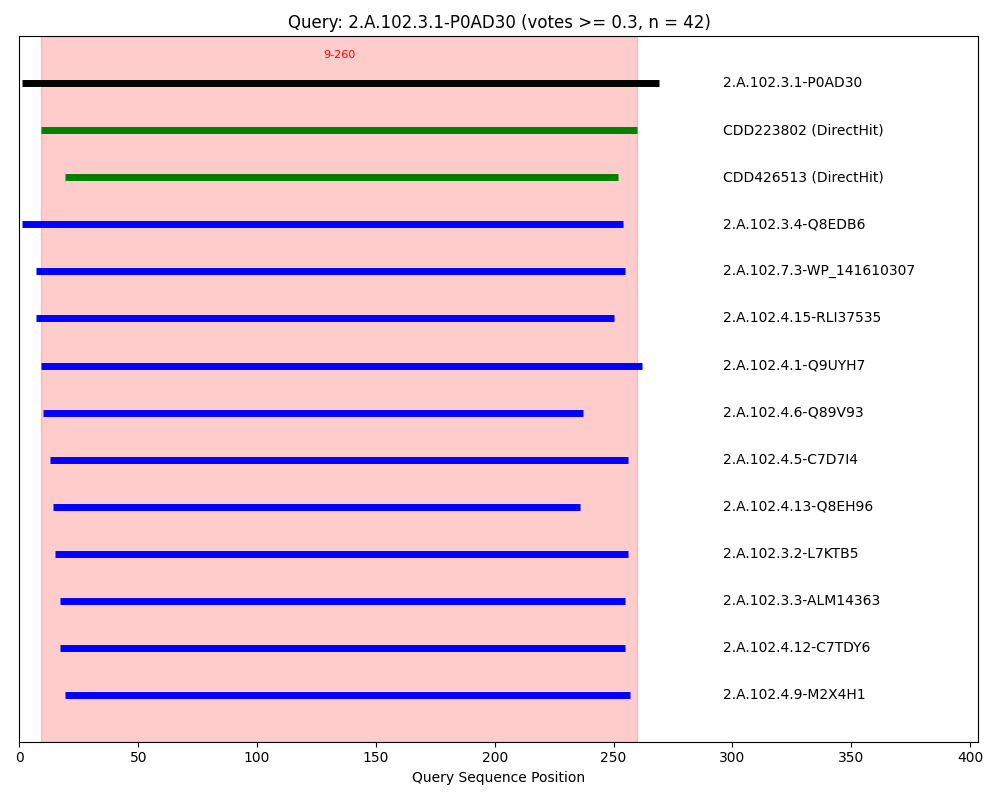 Query: 2.A.102.3.1-P0AD30 (votes >= 0.3, n = 42)
9-260
2.A.102.3.1-P0AD30
CDD223802 (DirectHit)
CDD426513 (DirectHit)
2.A.102.3.4-Q8EDB6
2.A.102.7.3-WP_141610307
2.A.102.4.15-RLI37535
2.A.102.4.1-Q9UYH7
2.A.102.4.6-Q89V93
2.A.102.4.5-C7D7I4
2.A.102.4.13-Q8EH96
2.A.102.3.2-L7KTB5
2.A.102.3.3-ALM14363
2.A.102.4.12-C7TDY6
2.A.102.4.9-M2X4H1
0 50 100 150 200 250 300 350 400
Query Sequence Position